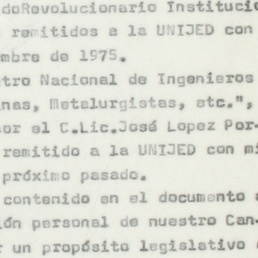 doRevolucionario Institucio
remitidos a la UNIJED con
mbre de 1975.
tro Nacional de Ingenieros
nas, Metalurgistas, etc.",
or el C.Lic.José Lopez Por-
remitido a la UNIJED con mi
próximo pasado.
contenido en el documento
ión personal de nuestro Can-
r un propósito legislativo